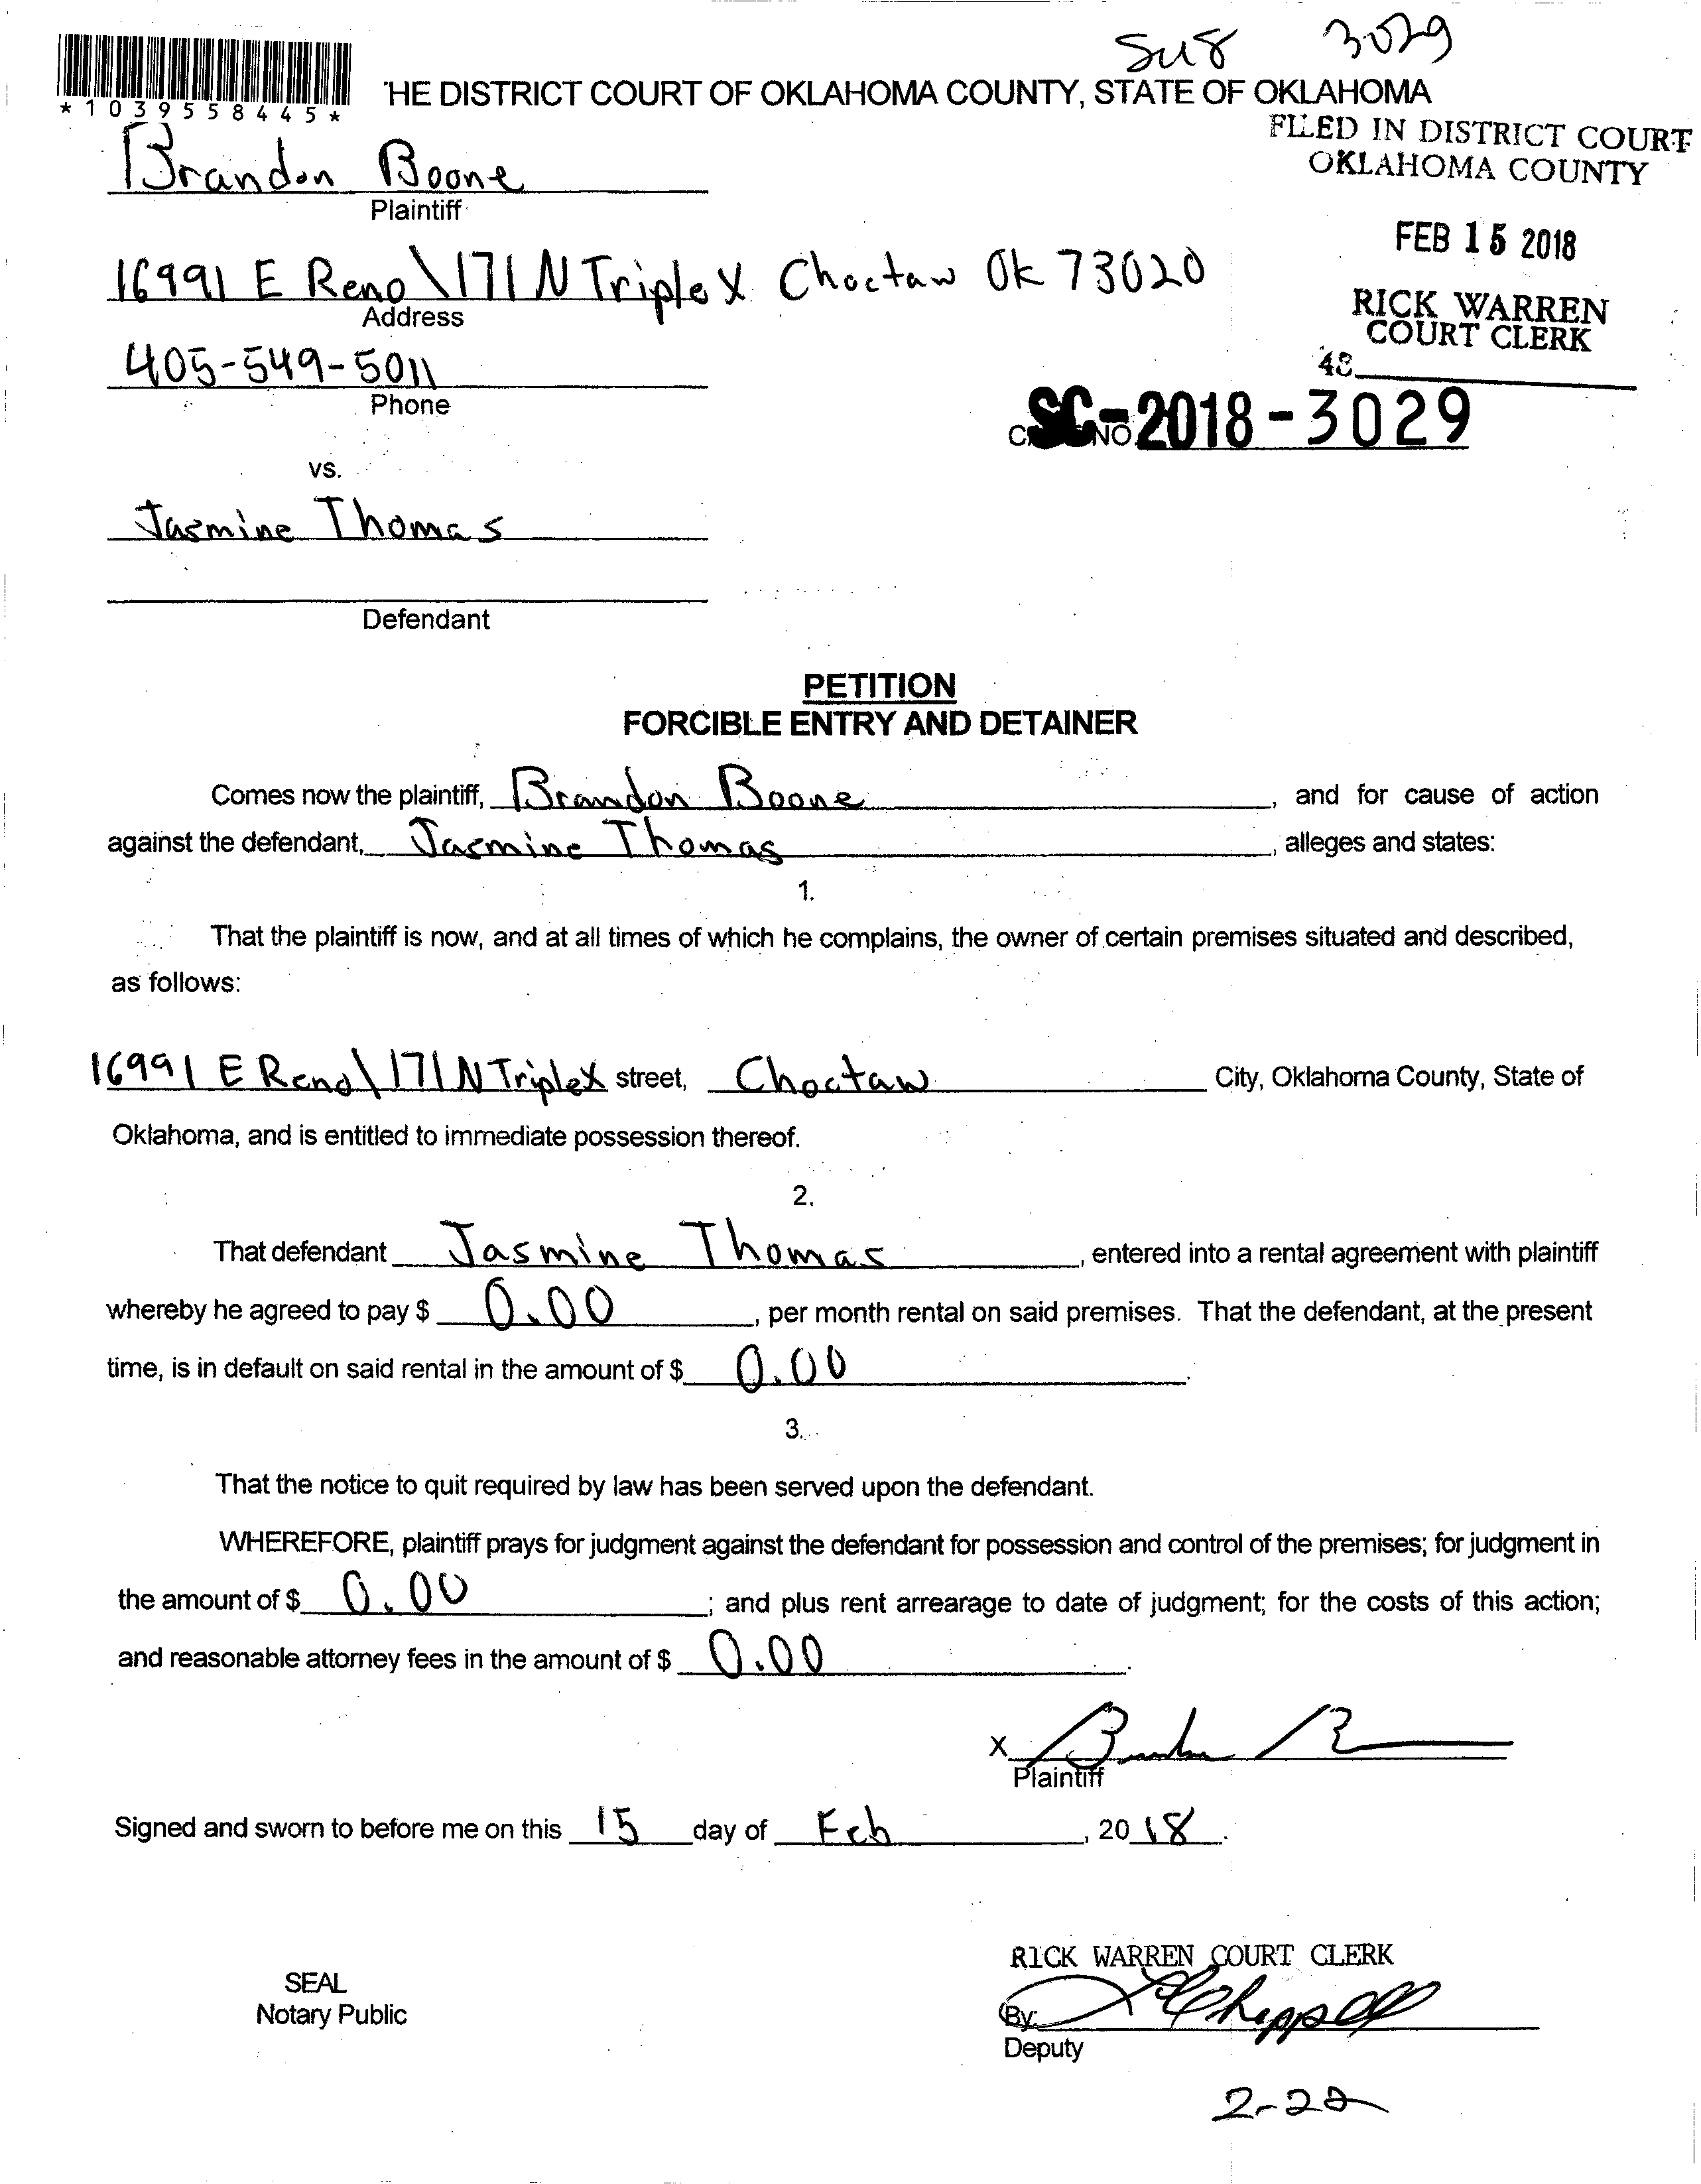 Su8 3029
*1039558445*
'HE DISTRICT COURT OF OKLAHOMA COUNTY, STATE OF OKLAHOMA
FILED IN DISTRICT COURT
OKLAHOMA COUNTY
Brandon Boone
Plaintiff
FEB 15 2018
16991 E Reno\171 N Triple X Choctaw Ok 73020
Address
RICK WARREN
COURT CLERK
48
405-549-5011
Phone
SC-2018-3029
vs.
Jasmine Thomas
Defendant
PETITION
FORCIBLE ENTRY AND DETAINER
Comes now the plaintiff, Brandon Boone, and for cause of action
against the defendant, Jasmine Thomas, alleges and states:
1.
That the plaintiff is now, and at all times of which he complains, the owner of certain premises situated and described,
as follows:
16991 E Reno\171 N Triple X street, Choctaw City, Oklahoma County, State of
Oklahoma, and is entitled to immediate possession thereof.
2.
That defendant Jasmine Thomas, entered into a rental agreement with plaintiff
whereby he agreed to pay $ 0.00, per month rental on said premises. That the defendant, at the present
time, is in default on said rental in the amount of $ 0.00.
3.
That the notice to quit required by law has been served upon the defendant.
WHEREFORE, plaintiff prays for judgment against the defendant for possession and control of the premises; for judgment in
the amount of $ 0.00; and plus rent arrearage to date of judgment; for the costs of this action;
and reasonable attorney fees in the amount of $ 0.00.
X Brandon B
Plaintiff
Signed and sworn to before me on this 15 day of Feb, 2018.
RICK WARREN COURT CLERK
SEAL
Notary Public
By: Chappell
Deputy
2-22